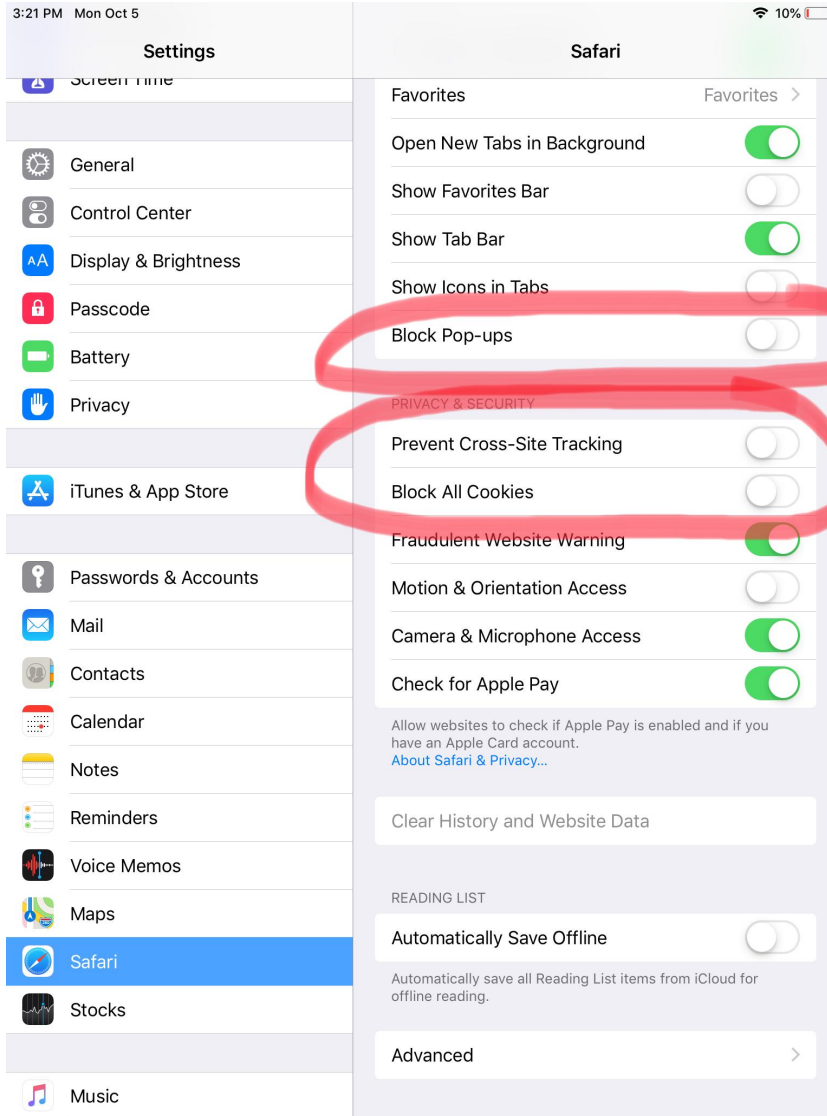 3:21 PM Mon Oct 5
10%
Settings
Screen Time
General
Control Center
Display & Brightness
AA
Passcode
Battery
Privacy
iTunes & App Store
Passwords & Accounts
Mail
Contacts
Calendar
Notes
Reminders
Voice Memos
Maps
Safari
Stocks
Music
Safari
Favorites Favorites
Open New Tabs in Background
Show Favorites Bar
Show Tab Bar
Show Icons in Tabs
Block Pop-ups
PRIVACY & SECURITY
Prevent Cross-Site Tracking
Block All Cookies
Fraudulent Website Warning
Motion & Orientation Access
Camera & Microphone Access
Check for Apple Pay
Allow websites to check if Apple Pay is enabled and if you
have an Apple Card account.
About Safari & Privacy...
Clear History and Website Data
READING LIST
Automatically Save Offline
Automatically save all Reading List items from iCloud for
offline reading.
Advanced